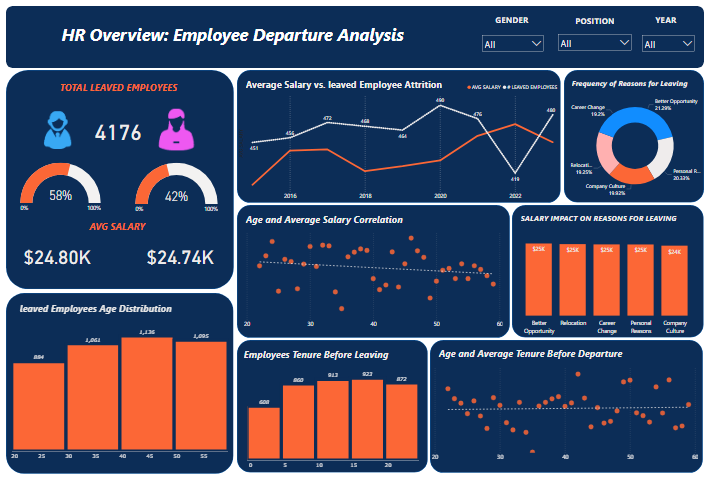 HR Overview: Employee Departure Analysis
GENDER
All
POSITION
All
YEAR
All
TOTAL LEAVED EMPLOYEES
4176
58%
0%
100%
42%
0%
100%
AVG SALARY
$24.80K
$24.74K
Average Salary vs. leaved Employee Attrition
AVG SALARY
LEAVED EMPLOYEES
451
456
472
468
464
490
476
419
480
2016
2018
2020
2022
Frequency of Reasons for Leaving
Better Opportunity
21.29%
Personal R...
20.33%
Company Culture
19.92%
Relocati...
19.25%
Career Change
19.2%
Age and Average Salary Correlation
20
30
40
50
60
SALARY IMPACT ON REASONS FOR LEAVING
$25K
$25K
$25K
$25K
$24K
Better
Opportunity
Relocation
Career
Change
Personal
Reasons
Company
Culture
leaved Employees Age Distribution
884
1,061
1,136
1,095
20
25
30
35
40
45
50
55
Employees Tenure Before Leaving
608
860
913
923
872
0
5
10
15
20
Age and Average Tenure Before Departure
20
30
40
50
60